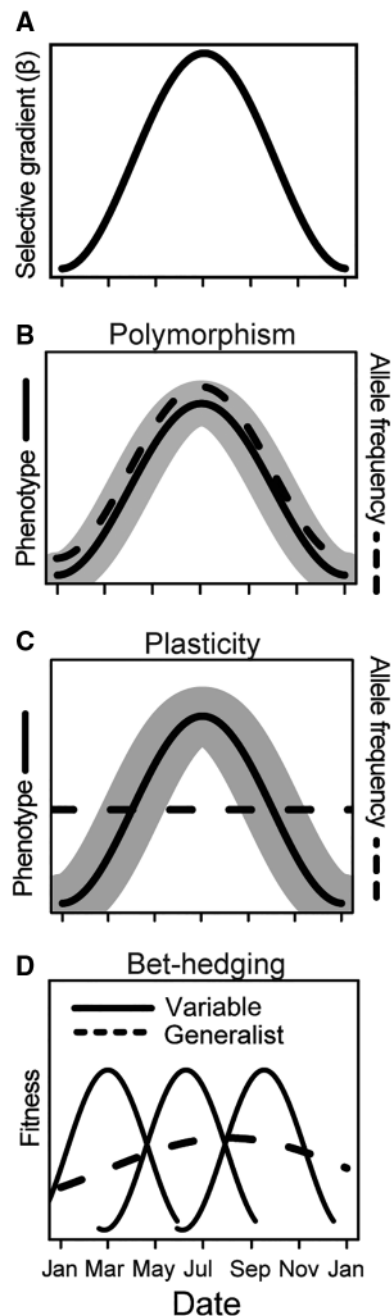 A
Selective gradient (β)
B
Polymorphism
Phenotype
Allele frequency
C
Plasticity
Phenotype
Allele frequency
D
Bet-hedging
Variable
Generalist
Fitness
Jan Mar May Jul Sep Nov Jan
Date